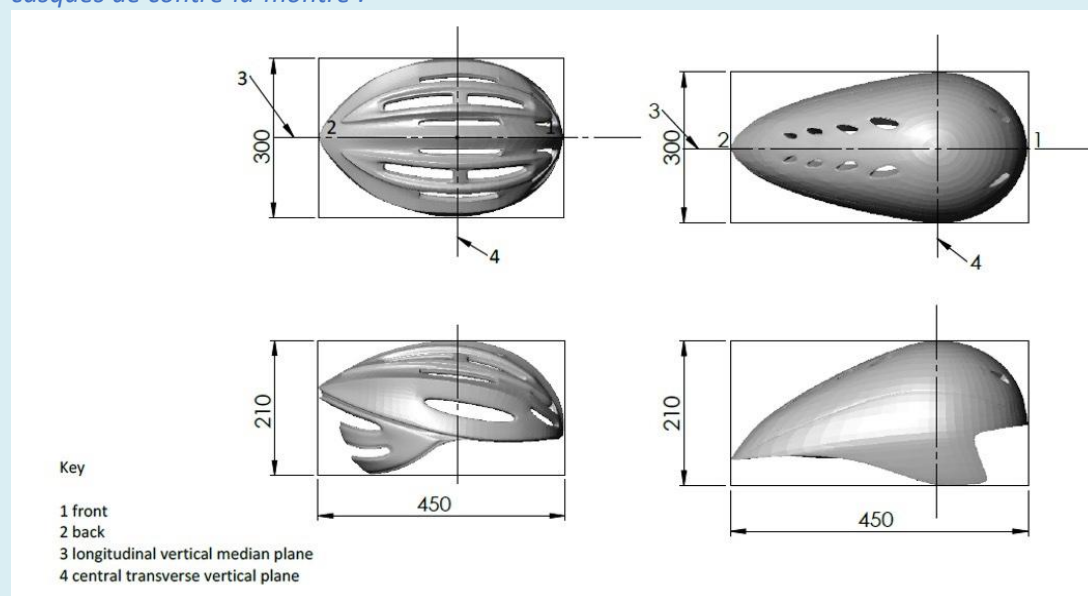 casques de contre-la-montre :
3
2
1
300
4
3
2
1
300
4
210
450
210
450
Key
1 front
2 back
3 longitudinal vertical median plane
4 central transverse vertical plane